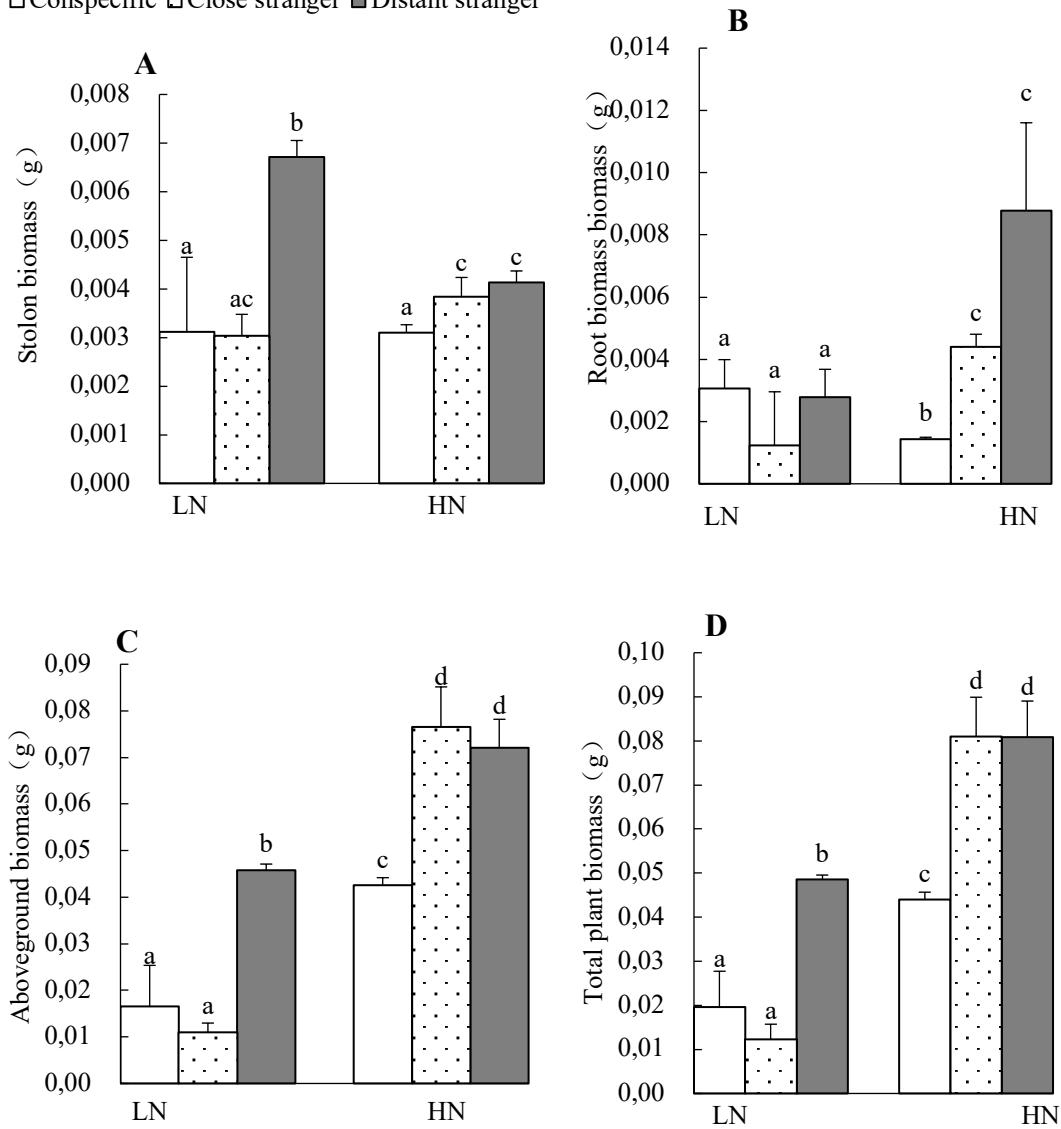 □Conspecific □Close stranger ■Distant stranger
A
Stolon biomass（g）
0,008
0,007
0,006
0,005
0,004
0,003
0,002
0,001
0,000
a
ac
b
a
c
c
LN
HN
B
Root biomass biomass（g）
0,014
0,012
0,010
0,008
0,006
0,004
0,002
0,000
a
a
a
b
c
c
LN
HN
C
Aboveground biomass（g）
0,09
0,08
0,07
0,06
0,05
0,04
0,03
0,02
0,01
0,00
a
a
b
c
d
d
LN
HN
D
Total plant biomass（g）
0,10
0,09
0,08
0,07
0,06
0,05
0,04
0,03
0,02
0,01
0,00
a
a
b
c
d
d
LN
HN